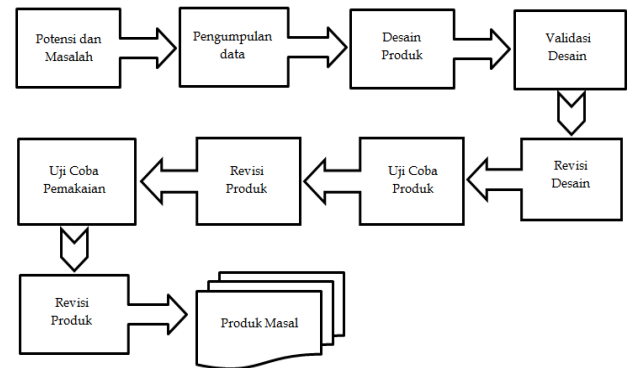 Potensi dan
Masalah
Pengumpulan
data
Desain
Produk
Validasi
Desain
Revisi
Desain
Uji Coba
Produk
Revisi
Produk
Uji Coba
Pemakaian
Revisi
Produk
Produk Masal